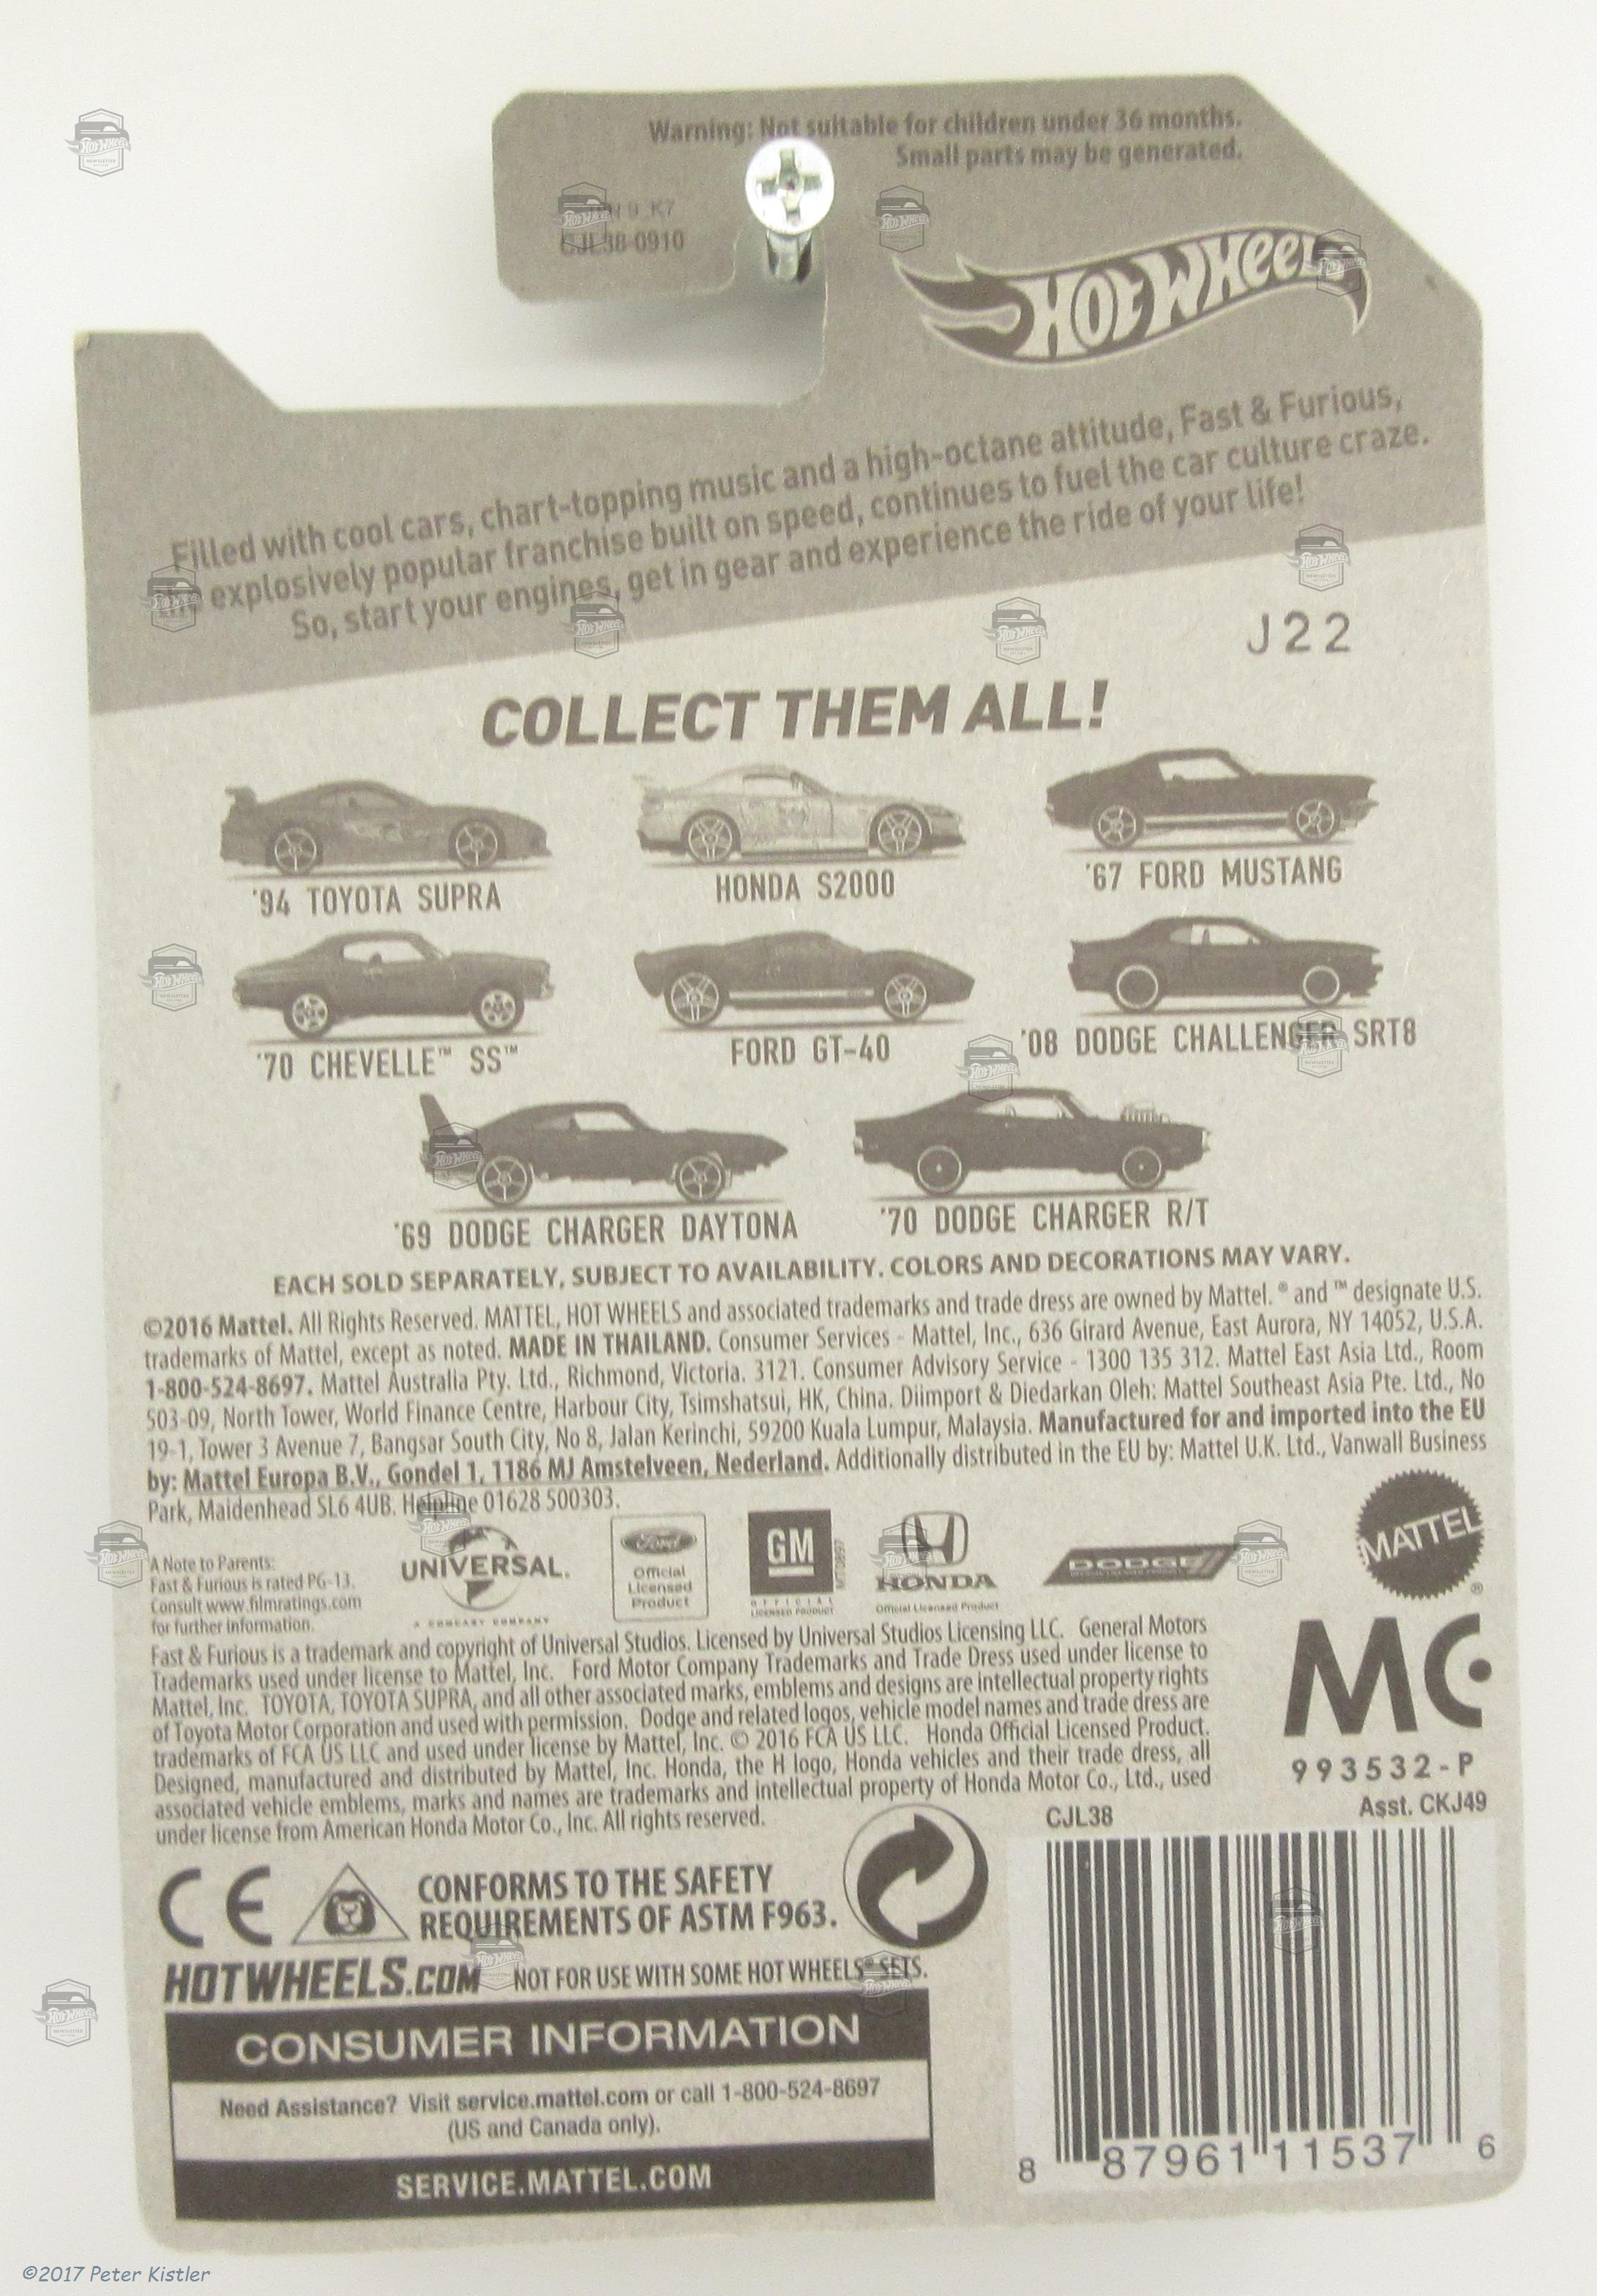 Warning: Not suitable for children under 36 months.
Small parts may be generated.
9 K7
CJL38-0910
HOT WHEELS
Filled with cool cars, chart-topping music and a high-octane attitude, Fast & Furious,
explosively popular franchise built on speed, continues to fuel the car culture craze.
So, start your engines, get in gear and experience the ride of your life!
J22
COLLECT THEM ALL!
'94 TOYOTA SUPRA
HONDA S2000
'67 FORD MUSTANG
'70 CHEVELLE™ SS™
FORD GT-40
'08 DODGE CHALLENGER SRT8
'69 DODGE CHARGER DAYTONA
'70 DODGE CHARGER R/T
EACH SOLD SEPARATELY, SUBJECT TO AVAILABILITY. COLORS AND DECORATIONS MAY VARY.
©2016 Mattel. All Rights Reserved. MATTEL, HOT WHEELS and associated trademarks and trade dress are owned by Mattel. ® and ™ designate U.S.
trademarks of Mattel, except as noted. MADE IN THAILAND. Consumer Services - Mattel, Inc., 636 Girard Avenue, East Aurora, NY 14052, U.S.A.
1-800-524-8697. Mattel Australia Pty. Ltd., Richmond, Victoria. 3121. Consumer Advisory Service - 1300 135 312. Mattel East Asia Ltd., Room
503-09, North Tower, World Finance Centre, Harbour City, Tsimshatsui, HK, China. Diimport & Diedarkan Oleh: Mattel Southeast Asia Pte. Ltd., No
19-1, Tower 3 Avenue 7, Bangsar South City, No 8, Jalan Kerinchi, 59200 Kuala Lumpur, Malaysia. Manufactured for and imported into the EU
by: Mattel Europa B.V., Gondel 1, 1186 MJ Amstelveen, Nederland. Additionally distributed in the EU by: Mattel U.K. Ltd., Vanwall Business
Park, Maidenhead SL6 4UB. Helpline 01628 500303.
A Note to Parents:
Fast & Furious is rated PG-13.
Consult www.filmratings.com
for further information.
UNIVERSAL.
A COMCAST COMPANY
Ford
Official
Licensed
Product
GM
OFFICIAL
LICENSED PRODUCT
HONDA
Official Licensed Product
DODGE
OFFICIAL LICENSED PRODUCT
MATTEL®
Fast & Furious is a trademark and copyright of Universal Studios. Licensed by Universal Studios Licensing LLC. General Motors
Trademarks used under license to Mattel, Inc. Ford Motor Company Trademarks and Trade Dress used under license to
Mattel, Inc. TOYOTA, TOYOTA SUPRA, and all other associated marks, emblems and designs are intellectual property rights
of Toyota Motor Corporation and used with permission. Dodge and related logos, vehicle model names and trade dress are
trademarks of FCA US LLC and used under license by Mattel, Inc. © 2016 FCA US LLC. Honda Official Licensed Product.
Designed, manufactured and distributed by Mattel, Inc. Honda, the H logo, Honda vehicles and their trade dress, all
associated vehicle emblems, marks and names are trademarks and intellectual property of Honda Motor Co., Ltd., used
under license from American Honda Motor Co., Inc. All rights reserved.
MC
993532-P
CJL38 Asst. CKJ49
CE
CONFORMS TO THE SAFETY
REQUIREMENTS OF ASTM F963.
HOTWHEELS.COM NOT FOR USE WITH SOME HOT WHEELS® SETS.
CONSUMER INFORMATION
Need Assistance? Visit service.mattel.com or call 1-800-524-8697
(US and Canada only).
SERVICE.MATTEL.COM
8 87961 11537 6
©2017 Peter Kistler